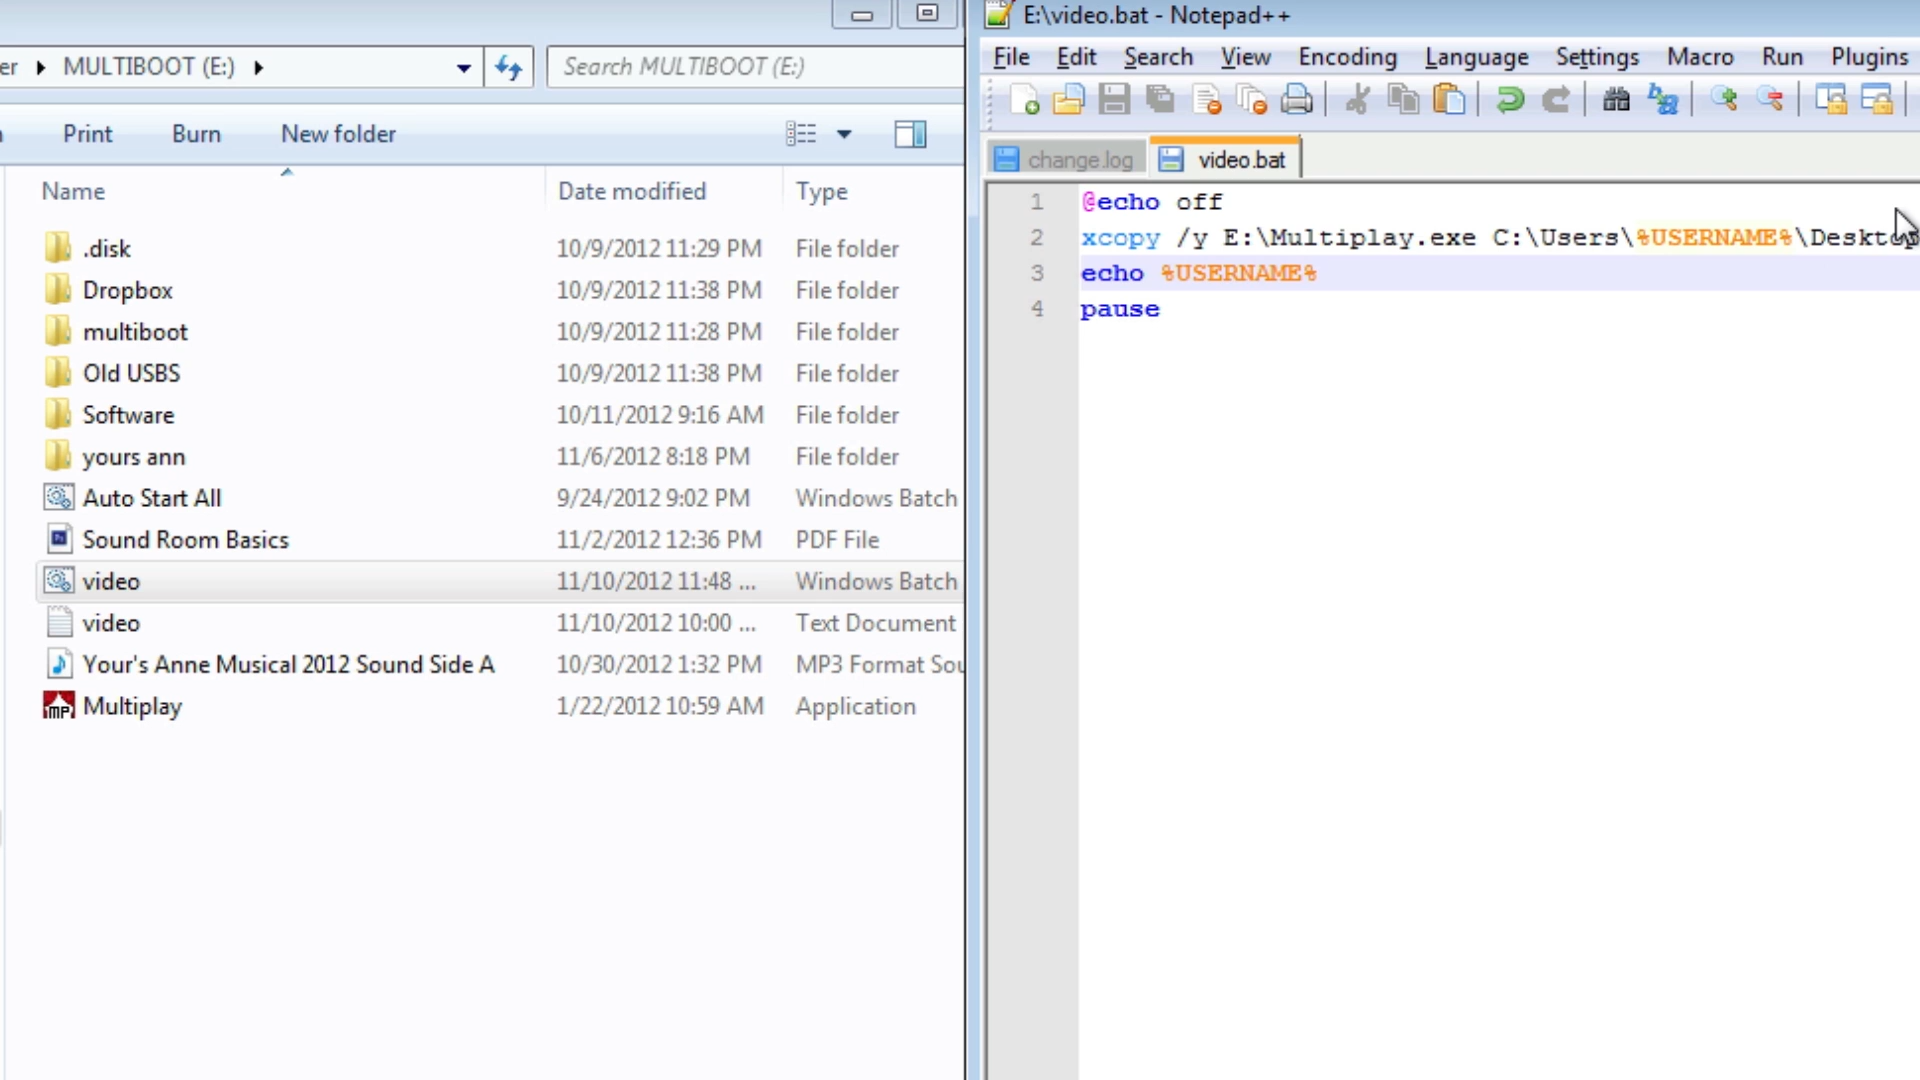 er ▸ MULTIBOOT (E:) ▸
Search MULTIBOOT (E:)
Print Burn New folder
Name Date modified Type
.disk 10/9/2012 11:29 PM File folder
Dropbox 10/9/2012 11:38 PM File folder
multiboot 10/9/2012 11:28 PM File folder
Old USBS 10/9/2012 11:38 PM File folder
Software 10/11/2012 9:16 AM File folder
yours ann 11/6/2012 8:18 PM File folder
Auto Start All 9/24/2012 9:02 PM Windows Batch
Sound Room Basics 11/2/2012 12:36 PM PDF File
video 11/10/2012 11:48 ... Windows Batch
video 11/10/2012 10:00 ... Text Document
Your's Anne Musical 2012 Sound Side A 10/30/2012 1:32 PM MP3 Format Sou
MP Multiplay 1/22/2012 10:59 AM Application
E:\video.bat - Notepad++
File Edit Search View Encoding Language Settings Macro Run Plugins
change.log video.bat
1 @echo off
2 xcopy /y E:\Multiplay.exe C:\Users\%USERNAME%\Desktop
3 echo %USERNAME%
4 pause